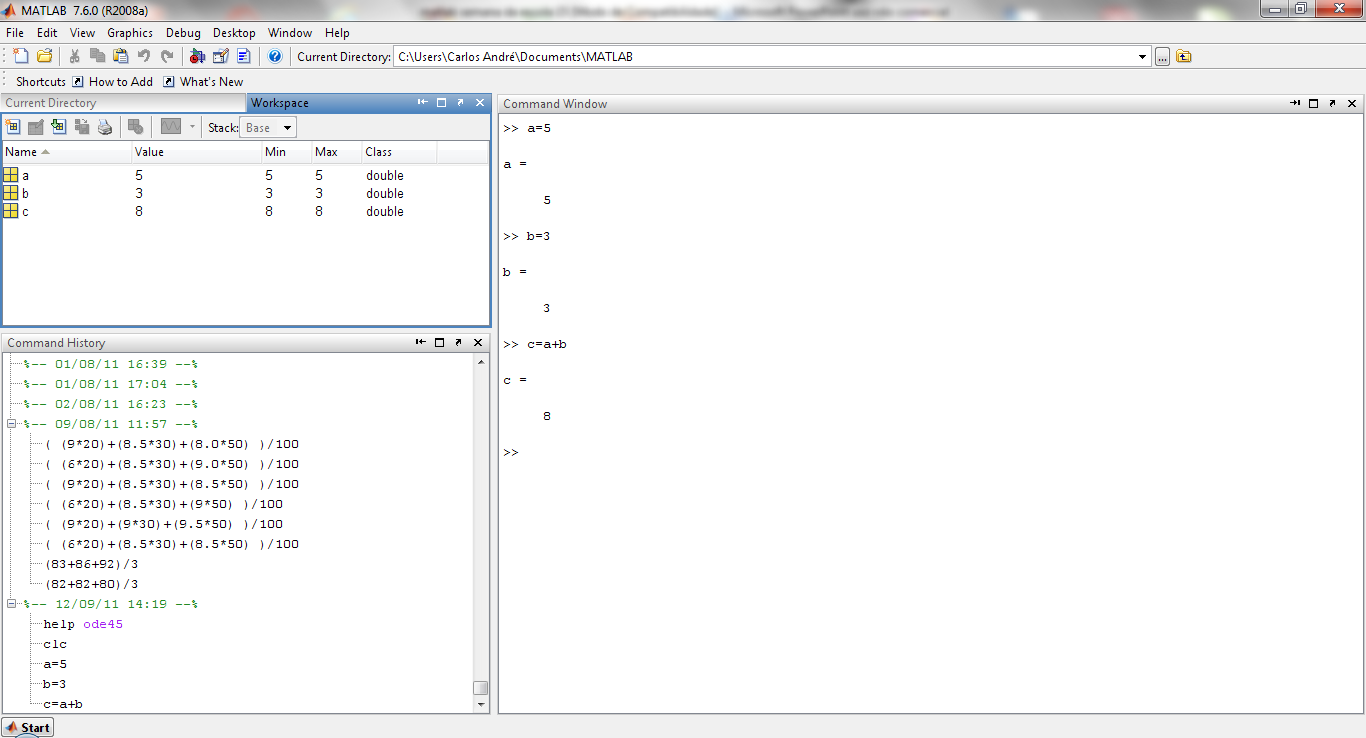 MATLAB 7.6.0 (R2008a)
File Edit View Graphics Debug Desktop Window Help
Current Directory: C:\Users\Carlos André\Documents\MATLAB ...
Shortcuts How to Add What's New
Current Directory Workspace
Stack: Base
Name Value Min Max Class
a 5 5 5 double
b 3 3 3 double
c 8 8 8 double
Command History
%-- 01/08/11 16:39 --%
%-- 01/08/11 17:04 --%
%-- 02/08/11 16:23 --%
%-- 09/08/11 11:57 --%
( (9*20)+(8.5*30)+(8.0*50) )/100
( (6*20)+(8.5*30)+(9.0*50) )/100
( (9*20)+(8.5*30)+(8.5*50) )/100
( (6*20)+(8.5*30)+(9*50) )/100
( (9*20)+(9*30)+(9.5*50) )/100
( (6*20)+(8.5*30)+(8.5*50) )/100
(83+86+92)/3
(82+82+80)/3
%-- 12/09/11 14:19 --%
help ode45
clc
a=5
b=3
c=a+b
Command Window
>> a=5
a =
5
>> b=3
b =
3
>> c=a+b
c =
8
>>
Start